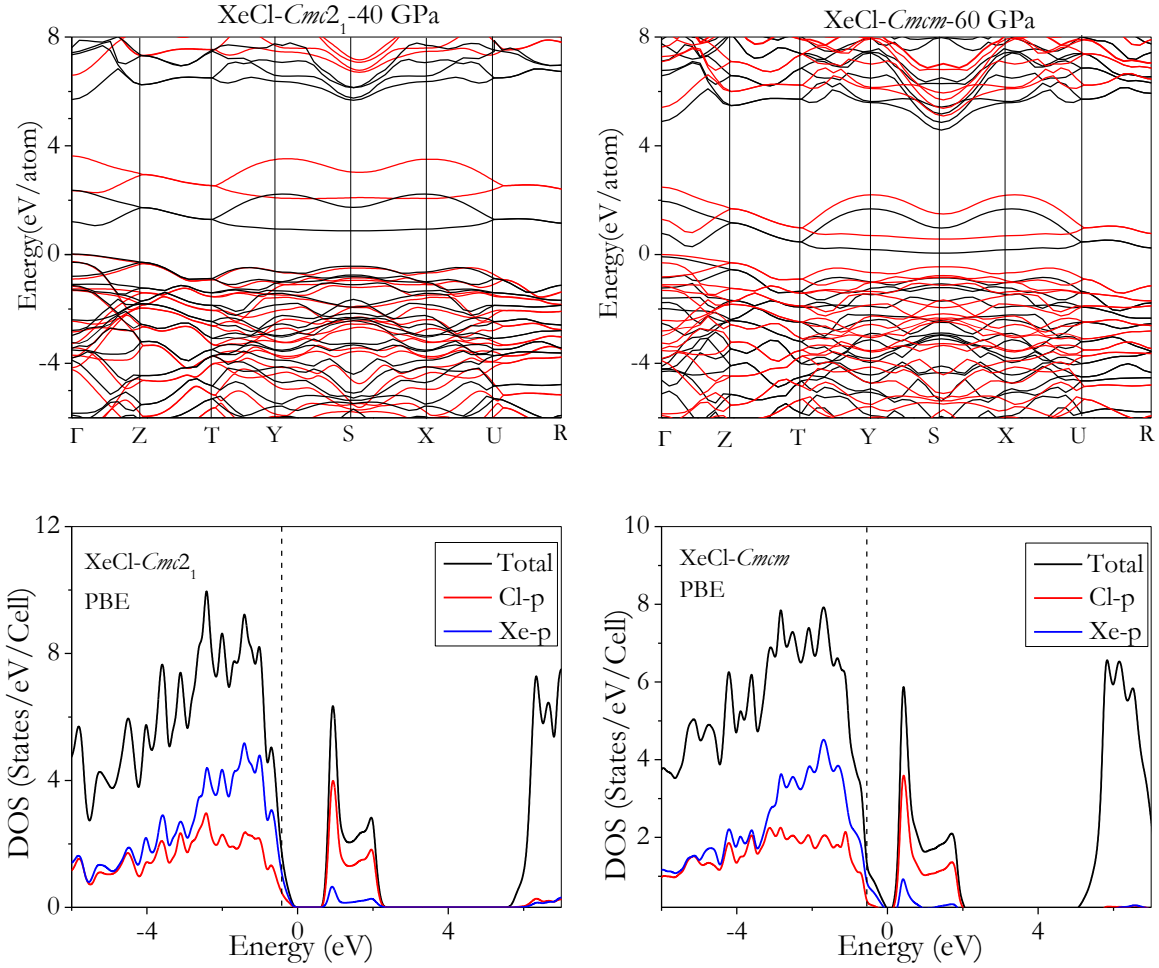 XeCl-Cmc2₁-40 GPa
8
4
0
-4
Energy(eV/atom)
Γ Z T Y S X U R
XeCl-Cmcm-60 GPa
8
4
0
-4
Energy(eV/atom)
Γ Z T Y S X U R
12
8
4
0
DOS (States/eV/Cell)
XeCl-Cmc2₁
PBE
Total
Cl-p
Xe-p
-4 0 4
Energy (eV)
10
8
6
4
2
DOS (States/eV/Cell)
XeCl-Cmcm
PBE
Total
Cl-p
Xe-p
-4 0 4
Energy (eV)